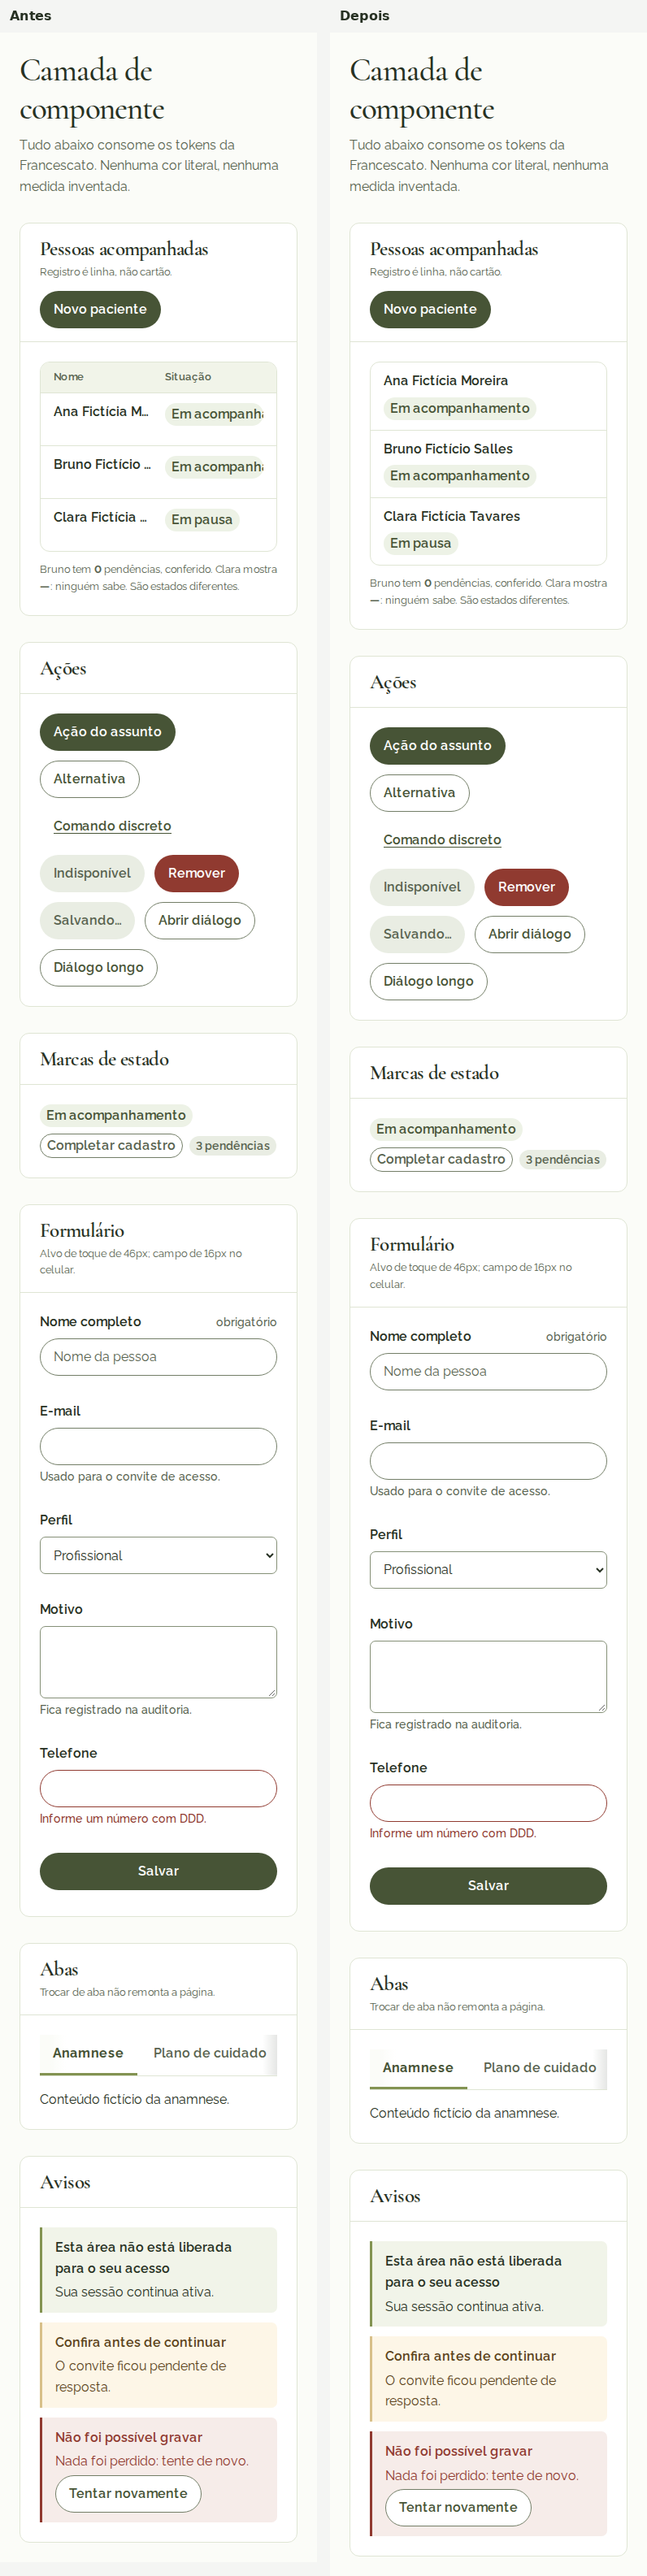 Antes
Camada de
componente
Tudo abaixo consome os tokens da
Francescato. Nenhuma cor literal, nenhuma
medida inventada.
Pessoas acompanhadas
Registro é linha, não cartão.
Novo paciente
Nome Situação
Ana Fictícia M... Em acompanha
Bruno Fictício ... Em acompanha
Clara Fictícia ... Em pausa
Bruno tem 0 pendências, conferido. Clara mostra
—: ninguém sabe. São estados diferentes.
Ações
Ação do assunto
Alternativa
Comando discreto
Indisponível Remover
Salvando... Abrir diálogo
Diálogo longo
Marcas de estado
Em acompanhamento
Completar cadastro 3 pendências
Formulário
Alvo de toque de 46px; campo de 16px no
celular.
Nome completo obrigatório
Nome da pessoa
E-mail
Usado para o convite de acesso.
Perfil
Profissional
Motivo
Fica registrado na auditoria.
Telefone
Informe um número com DDD.
Salvar
Abas
Trocar de aba não remonta a página.
Anamnese Plano de cuidado
Conteúdo fictício da anamnese.
Avisos
Esta área não está liberada
para o seu acesso
Sua sessão continua ativa.
Confira antes de continuar
O convite ficou pendente de
resposta.
Não foi possível gravar
Nada foi perdido: tente de novo.
Tentar novamente
Depois
Camada de
componente
Tudo abaixo consome os tokens da
Francescato. Nenhuma cor literal, nenhuma
medida inventada.
Pessoas acompanhadas
Registro é linha, não cartão.
Novo paciente
Ana Fictícia Moreira
Em acompanhamento
Bruno Fictício Salles
Em acompanhamento
Clara Fictícia Tavares
Em pausa
Bruno tem 0 pendências, conferido. Clara mostra
—: ninguém sabe. São estados diferentes.
Ações
Ação do assunto
Alternativa
Comando discreto
Indisponível Remover
Salvando... Abrir diálogo
Diálogo longo
Marcas de estado
Em acompanhamento
Completar cadastro 3 pendências
Formulário
Alvo de toque de 46px; campo de 16px no
celular.
Nome completo obrigatório
Nome da pessoa
E-mail
Usado para o convite de acesso.
Perfil
Profissional
Motivo
Fica registrado na auditoria.
Telefone
Informe um número com DDD.
Salvar
Abas
Trocar de aba não remonta a página.
Anamnese Plano de cuidado
Conteúdo fictício da anamnese.
Avisos
Esta área não está liberada
para o seu acesso
Sua sessão continua ativa.
Confira antes de continuar
O convite ficou pendente de
resposta.
Não foi possível gravar
Nada foi perdido: tente de novo.
Tentar novamente